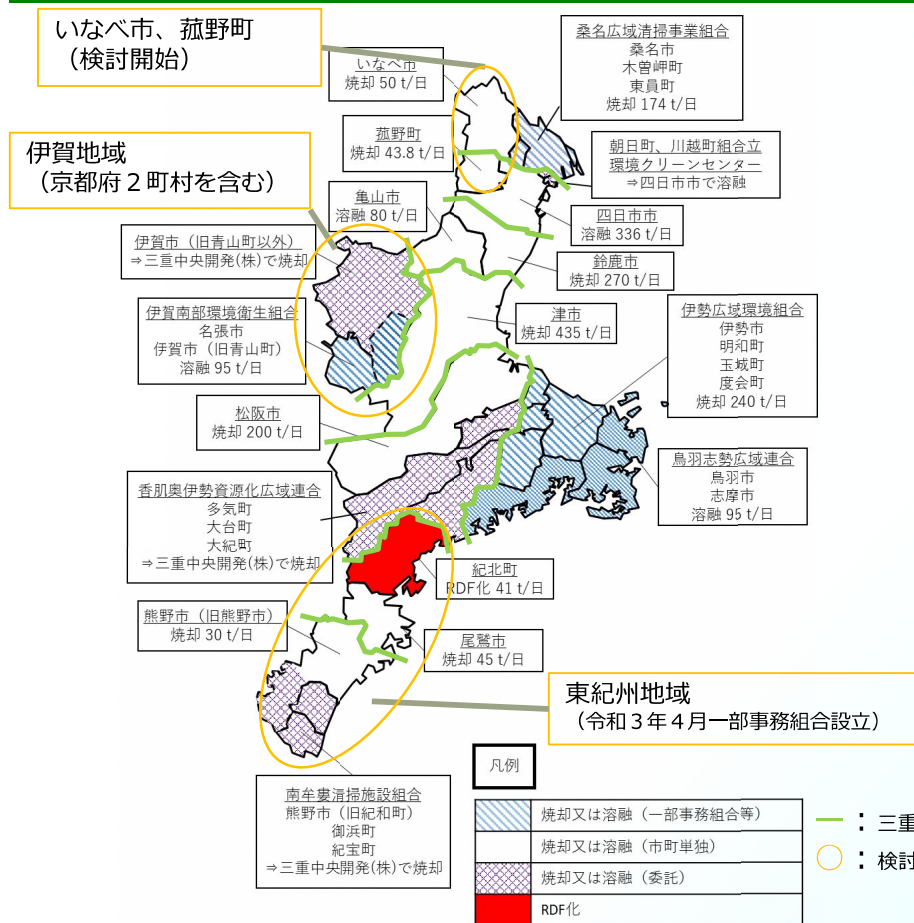 いなべ市、菰野町
（検討開始）
いなべ市
焼却 50 t/日
桑名広域清掃事業組合
桑名市
木曽岬町
東員町
焼却 174 t/日
菰野町
焼却 43.8 t/日
朝日町、川越町組合立
環境クリーンセンター
⇒四日市市で溶融
伊賀地域
（京都府２町村を含む）
亀山市
溶融 80 t/日
四日市市
溶融 336 t/日
伊賀市（旧青山町以外）
⇒三重中央開発(株)で焼却
鈴鹿市
焼却 270 t/日
伊賀南部環境衛生組合
名張市
伊賀市（旧青山町）
溶融 95 t/日
津市
焼却 435 t/日
伊勢広域環境組合
伊勢市
明和町
玉城町
度会町
焼却 240 t/日
松阪市
焼却 200 t/日
鳥羽志勢広域連合
鳥羽市
志摩市
溶融 95 t/日
香肌奥伊勢資源化広域連合
多気町
大台町
大紀町
⇒三重中央開発(株)で焼却
紀北町
RDF化 41 t/日
熊野市（旧熊野市）
焼却 30 t/日
尾鷲市
焼却 45 t/日
東紀州地域
（令和３年４月一部事務組合設立）
南牟婁清掃施設組合
熊野市（旧紀和町）
御浜町
紀宝町
⇒三重中央開発(株)で焼却
凡例
焼却又は溶融（一部事務組合等）
焼却又は溶融（市町単独）
焼却又は溶融（委託）
RDF化
：三重
：検討